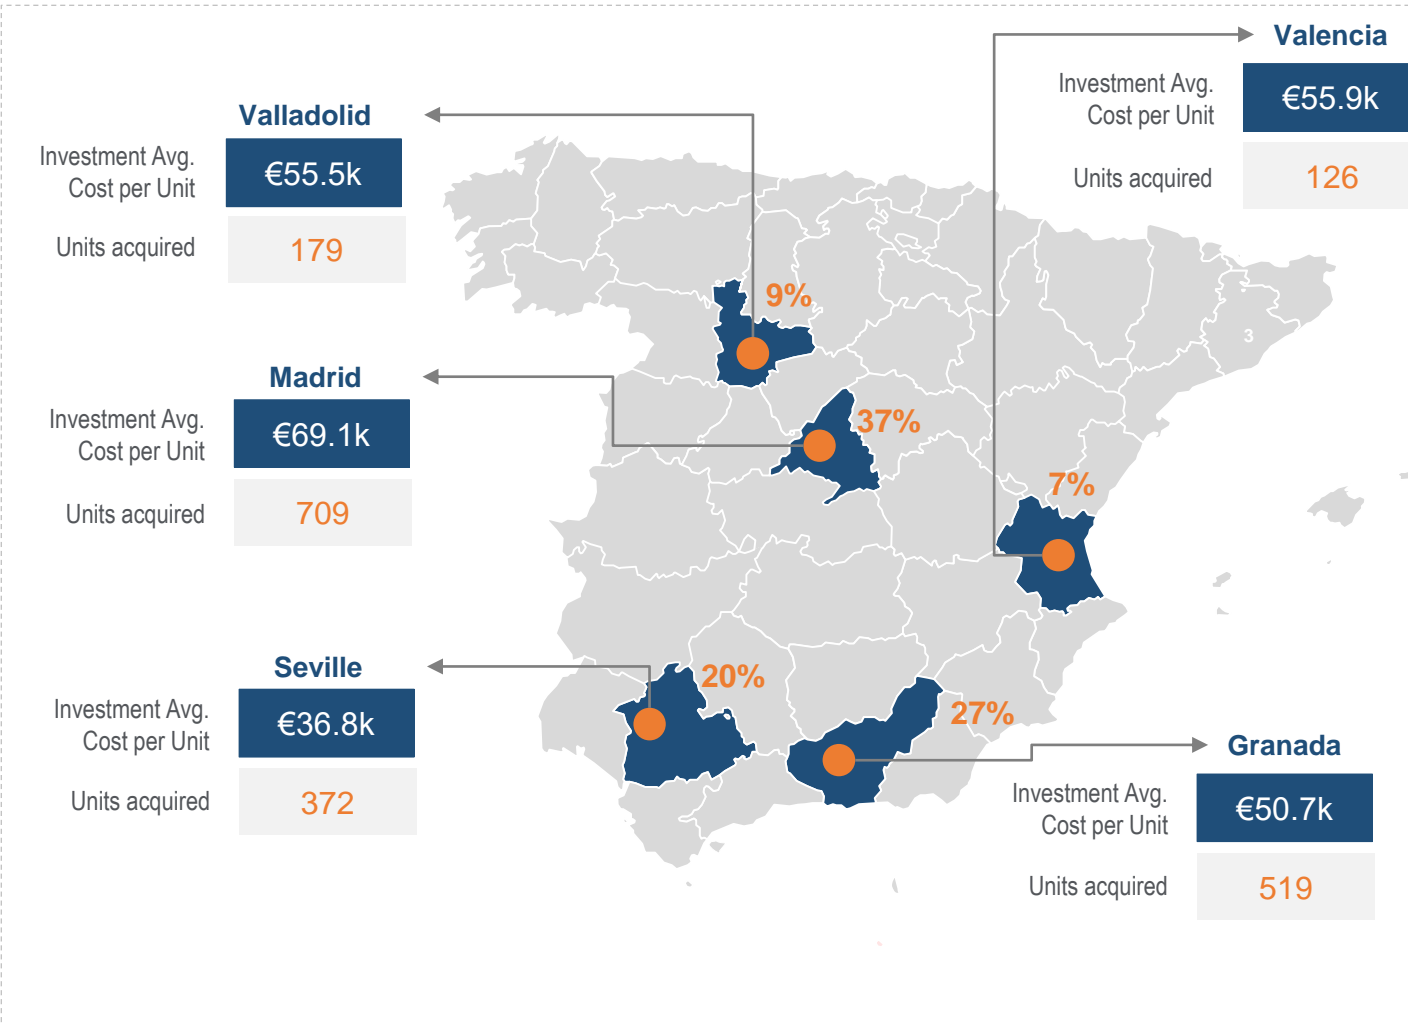 Valencia
Investment Avg.
Cost per Unit
€55.9k
Units acquired
126
Valladolid
Investment Avg.
Cost per Unit
€55.5k
Units acquired
179
9%
3
Madrid
Investment Avg.
Cost per Unit
€69.1k
Units acquired
709
37%
7%
Seville
Investment Avg.
Cost per Unit
€36.8k
Units acquired
372
20%
27%
Granada
Investment Avg.
Cost per Unit
€50.7k
Units acquired
519